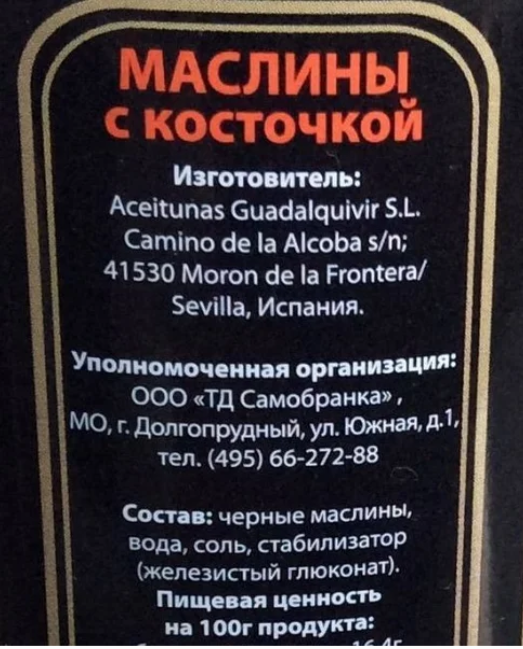 МАСЛИНЫ
С КОСТОЧКОЙ
Изготовитель:
Aceitunas Guadalquivir S.L.
Camino de la Alcoba s/n;
41530 Moron de la Frontera/
Sevilla, Испания.
Уполномоченная организация:
ООО «ТД Самобранка» ,
МО, г. Долгопрудный, ул. Южная, д.1,
тел. (495) 66-272-88
Состав: черные маслины,
вода, соль, стабилизатор
(железистый глюконат).
Пищевая ценность
на 100г продукта: